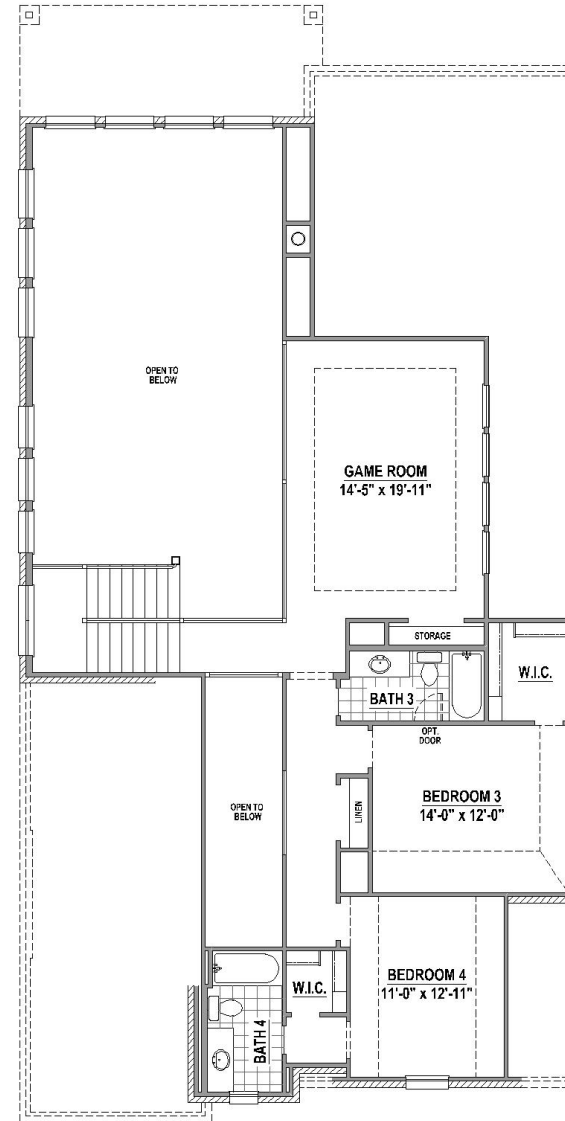 OPEN TO
BELOW
GAME ROOM
14'-5" x 19'-11"
STORAGE
W.I.C.
BATH 3
OPT.
DOOR
BEDROOM 3
14'-0" x 12'-0"
LINEN
OPEN TO
BELOW
BEDROOM 4
11'-0" x 12'-11"
W.I.C.
BATH 4